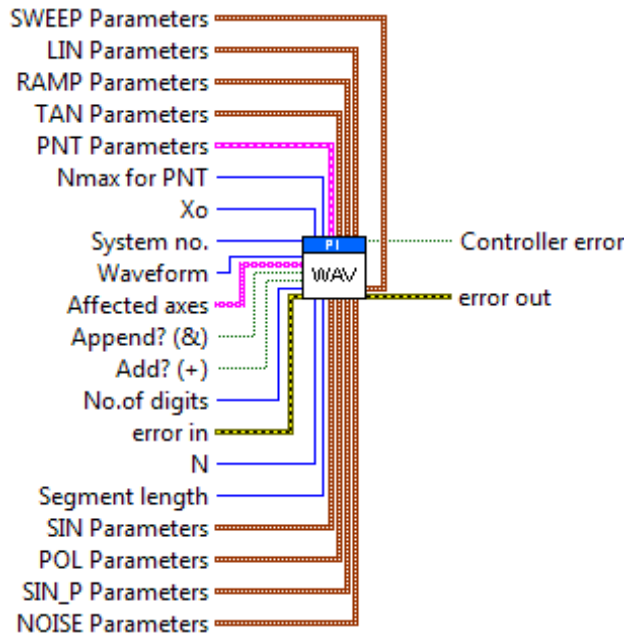 SWEEP Parameters
LIN Parameters
RAMP Parameters
TAN Parameters
PNT Parameters
Nmax for PNT
Xo
System no.
Waveform
Affected axes
Append? (&)
Add? (+)
No.of digits
error in
N
Segment length
SIN Parameters
POL Parameters
SIN_P Parameters
NOISE Parameters
PI
WAV
Controller error
error out